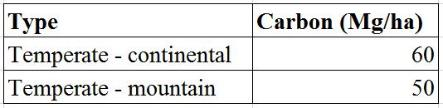 Type Carbon (Mg/ha)
Temperate - continental 60
Temperate - mountain 50